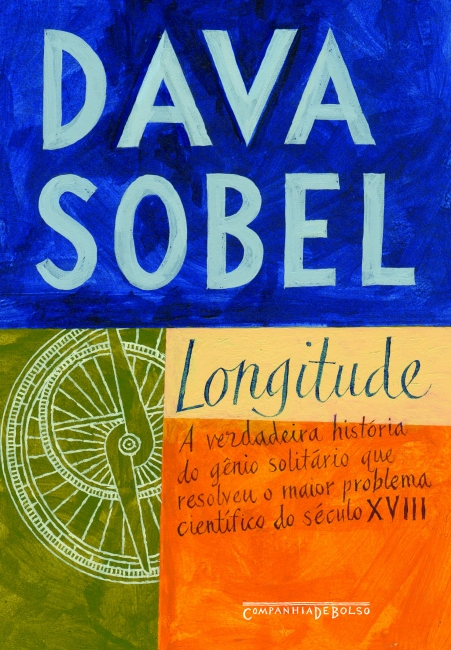 DAVA
SOBEL
Longitude
A verdadeira história
do gênio solitário que
resolveu o maior problema
científico do século XVIII
COMPANHIADEBOLSO